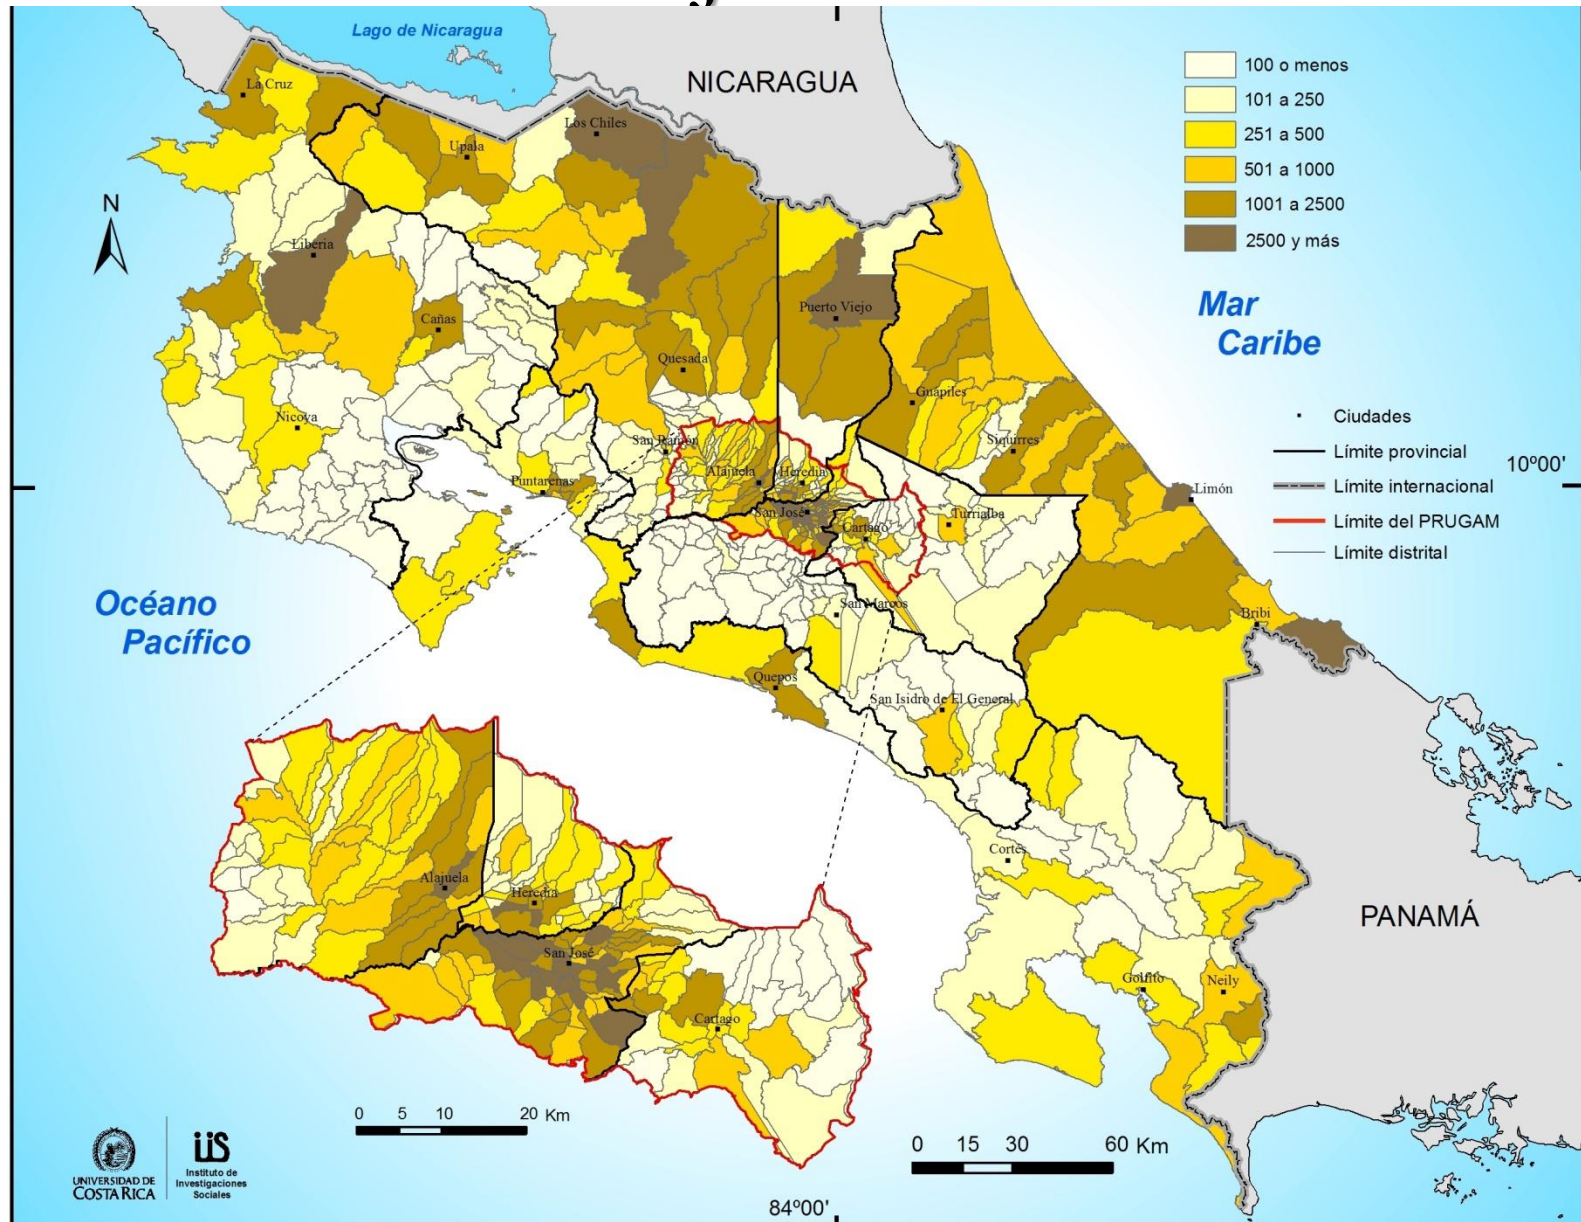 Lago de Nicaragua
NICARAGUA
100 o menos
101 a 250
251 a 500
501 a 1000
1001 a 2500
2500 y más
La Cruz
Los Chiles
Upala
N
Liberia
Cañas
Puerto Viejo
Mar
Caribe
Quesada
Guápiles
Nicoya
San Ramón
Siquirres
Ciudades
Límite provincial
Límite internacional
Límite del PRUGAM
Límite distrital
10º00'
Puntarenas
Alajuela
Heredia
Limón
San José
Cartago
Turrialba
Océano
Pacífico
San Marcos
Bribi
Quepos
San Isidro de El General
Cortés
Alajuela
Heredia
PANAMÁ
San José
Golfito
Neily
Cartago
0 5 10 20 Km
0 15 30 60 Km
UNIVERSIDAD DE
COSTA RICA
iiS
Instituto de
Investigaciones
Sociales
84º00'